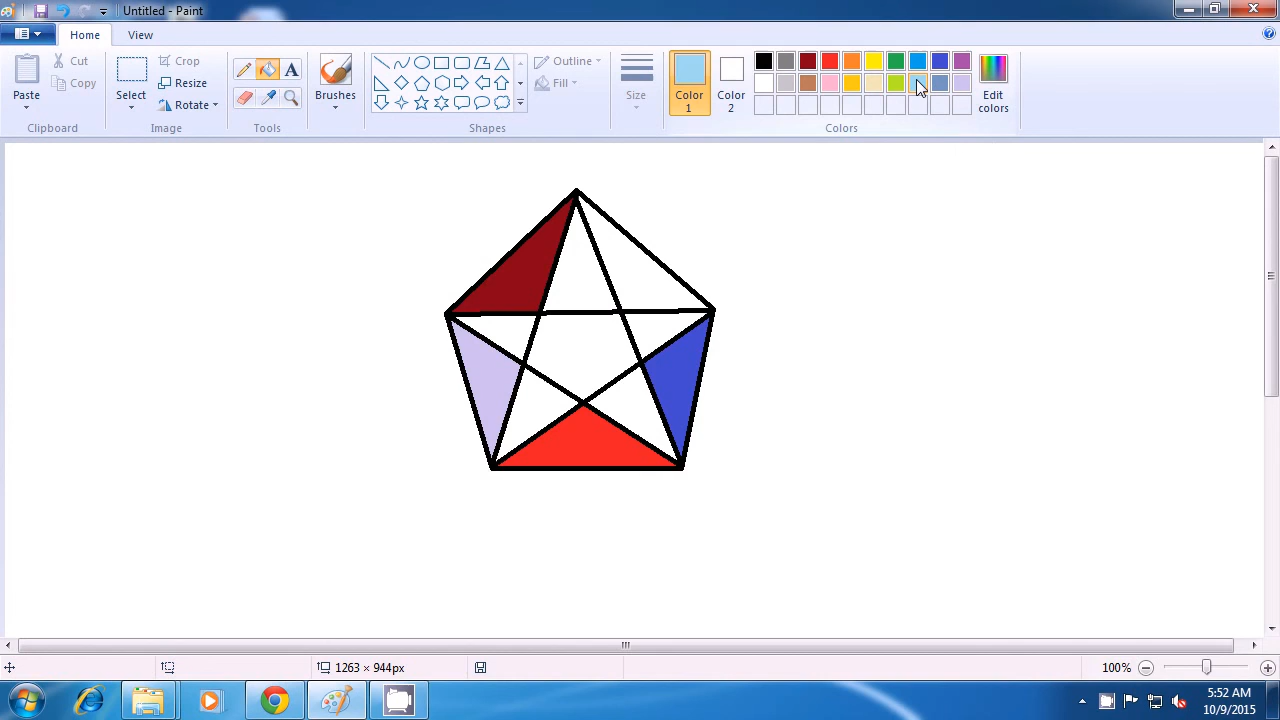 Untitled - Paint
Home View
Paste
Cut
Copy
Clipboard
Select
Crop
Resize
Rotate
Image
A
Tools
Brushes
Outline
Fill
Shapes
Size
Color 1
Color 2
Edit colors
Colors
1263 × 944px
100%
5:52 AM
10/9/2015